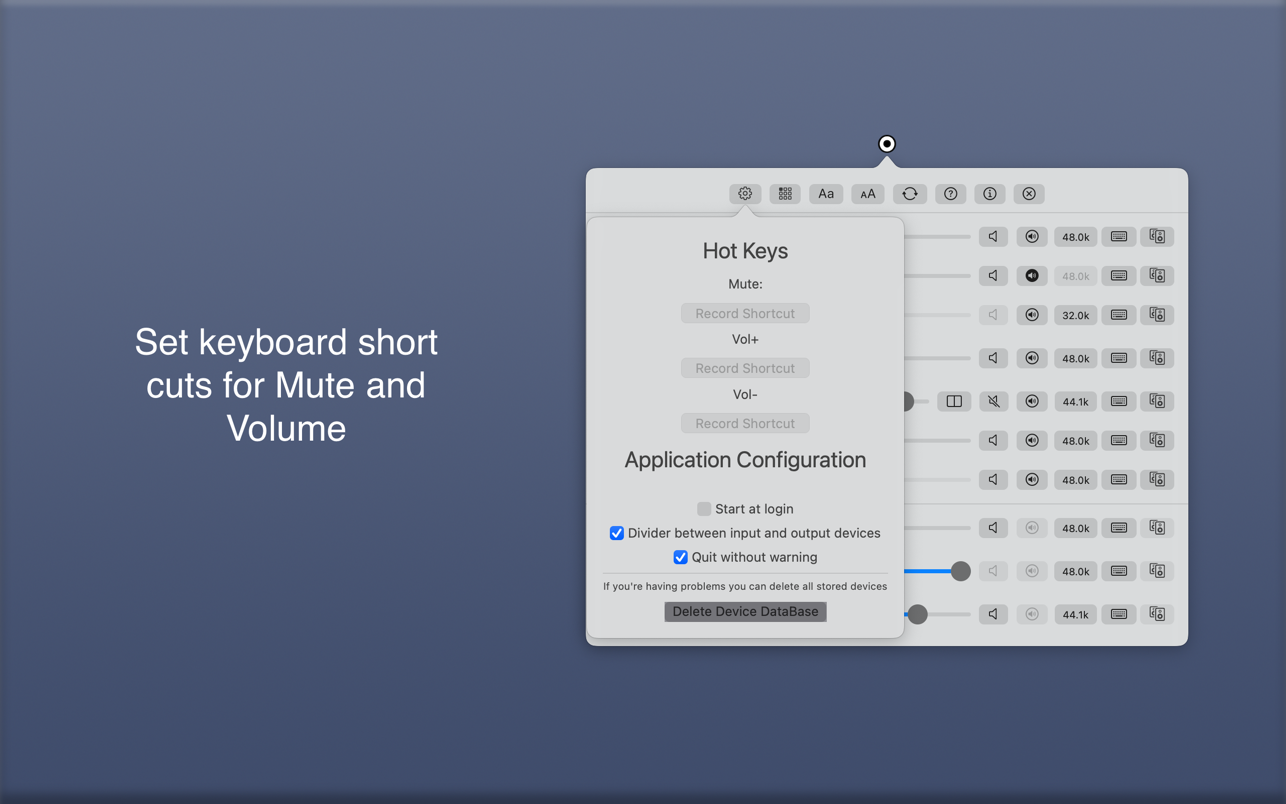 Set keyboard short
cuts for Mute and
Volume
Aa
AA
Hot Keys
Mute:
Record Shortcut
Vol+
Record Shortcut
Vol-
Record Shortcut
Application Configuration
Start at login
Divider between input and output devices
Quit without warning
If you're having problems you can delete all stored devices
Delete Device DataBase
48.0k
48.0k
32.0k
48.0k
44.1k
48.0k
48.0k
48.0k
48.0k
44.1k